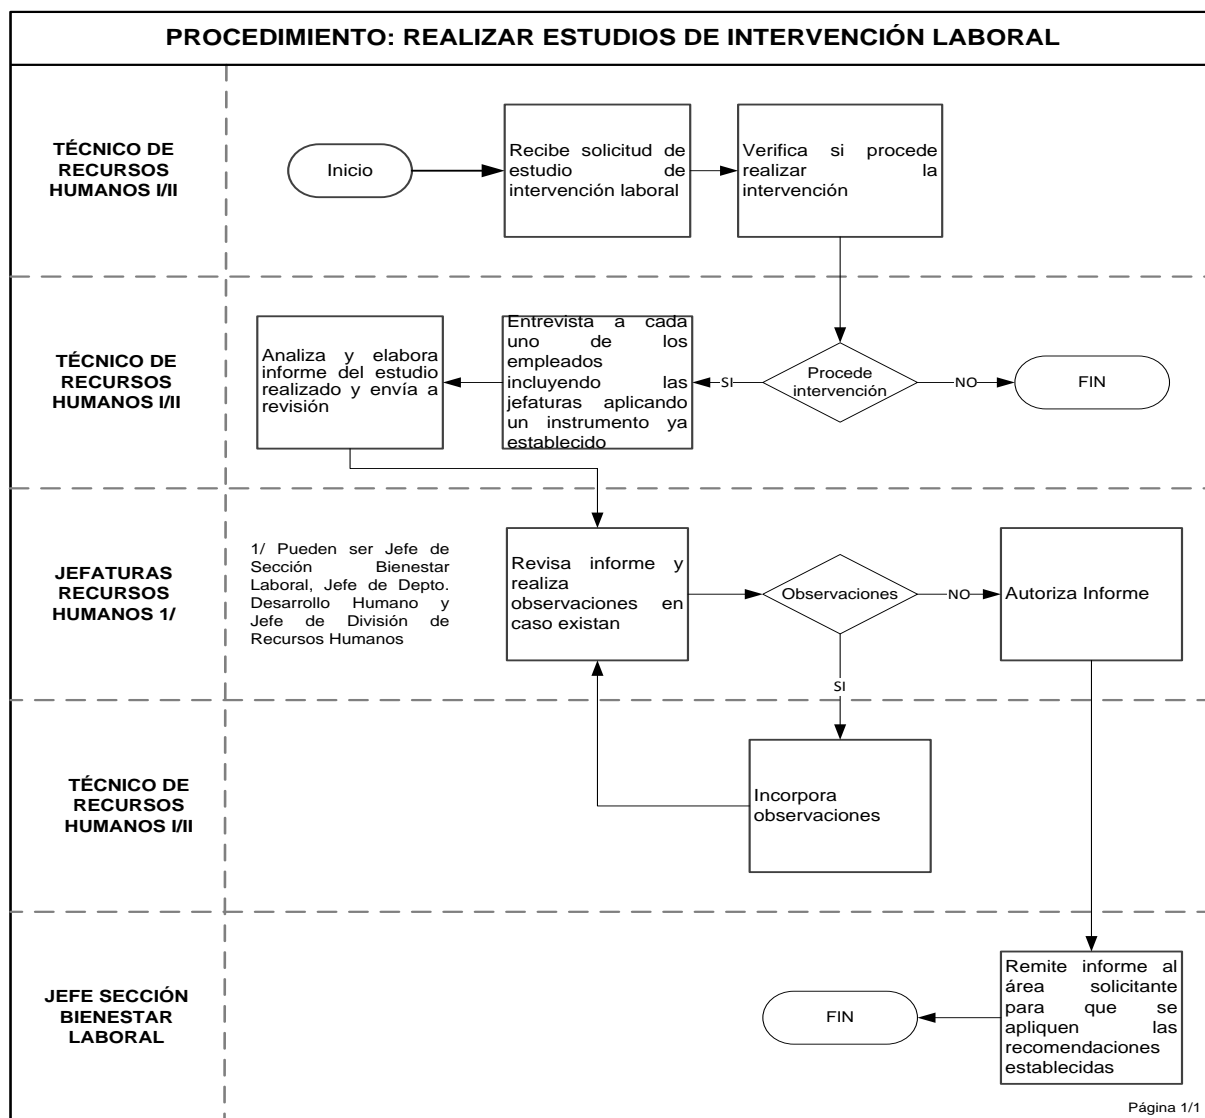 PROCEDIMIENTO: REALIZAR ESTUDIOS DE INTERVENCIÓN LABORAL
TÉCNICO DE
RECURSOS
HUMANOS I/II
Inicio
Recibe solicitud de
estudio de
intervención laboral
Verifica si procede
realizar la
intervención
TÉCNICO DE
RECURSOS
HUMANOS I/II
Analiza y elabora
informe del estudio
realizado y envía a
revisión
Entrevista a cada
uno de los
empleados
incluyendo las
jefaturas aplicando
un instrumento ya
establecido
SI
Procede
intervención
NO
FIN
JEFATURAS
RECURSOS
HUMANOS 1/
1/ Pueden ser Jefe de
Sección Bienestar
Laboral, Jefe de Depto.
Desarrollo Humano y
Jefe de División de
Recursos Humanos
Revisa informe y
realiza
observaciones en
caso existan
Observaciones
NO
Autoriza Informe
SI
TÉCNICO DE
RECURSOS
HUMANOS I/II
Incorpora
observaciones
JEFE SECCIÓN
BIENESTAR
LABORAL
FIN
Remite informe al
área solicitante
para que se
apliquen las
recomendaciones
establecidas
Página 1/1